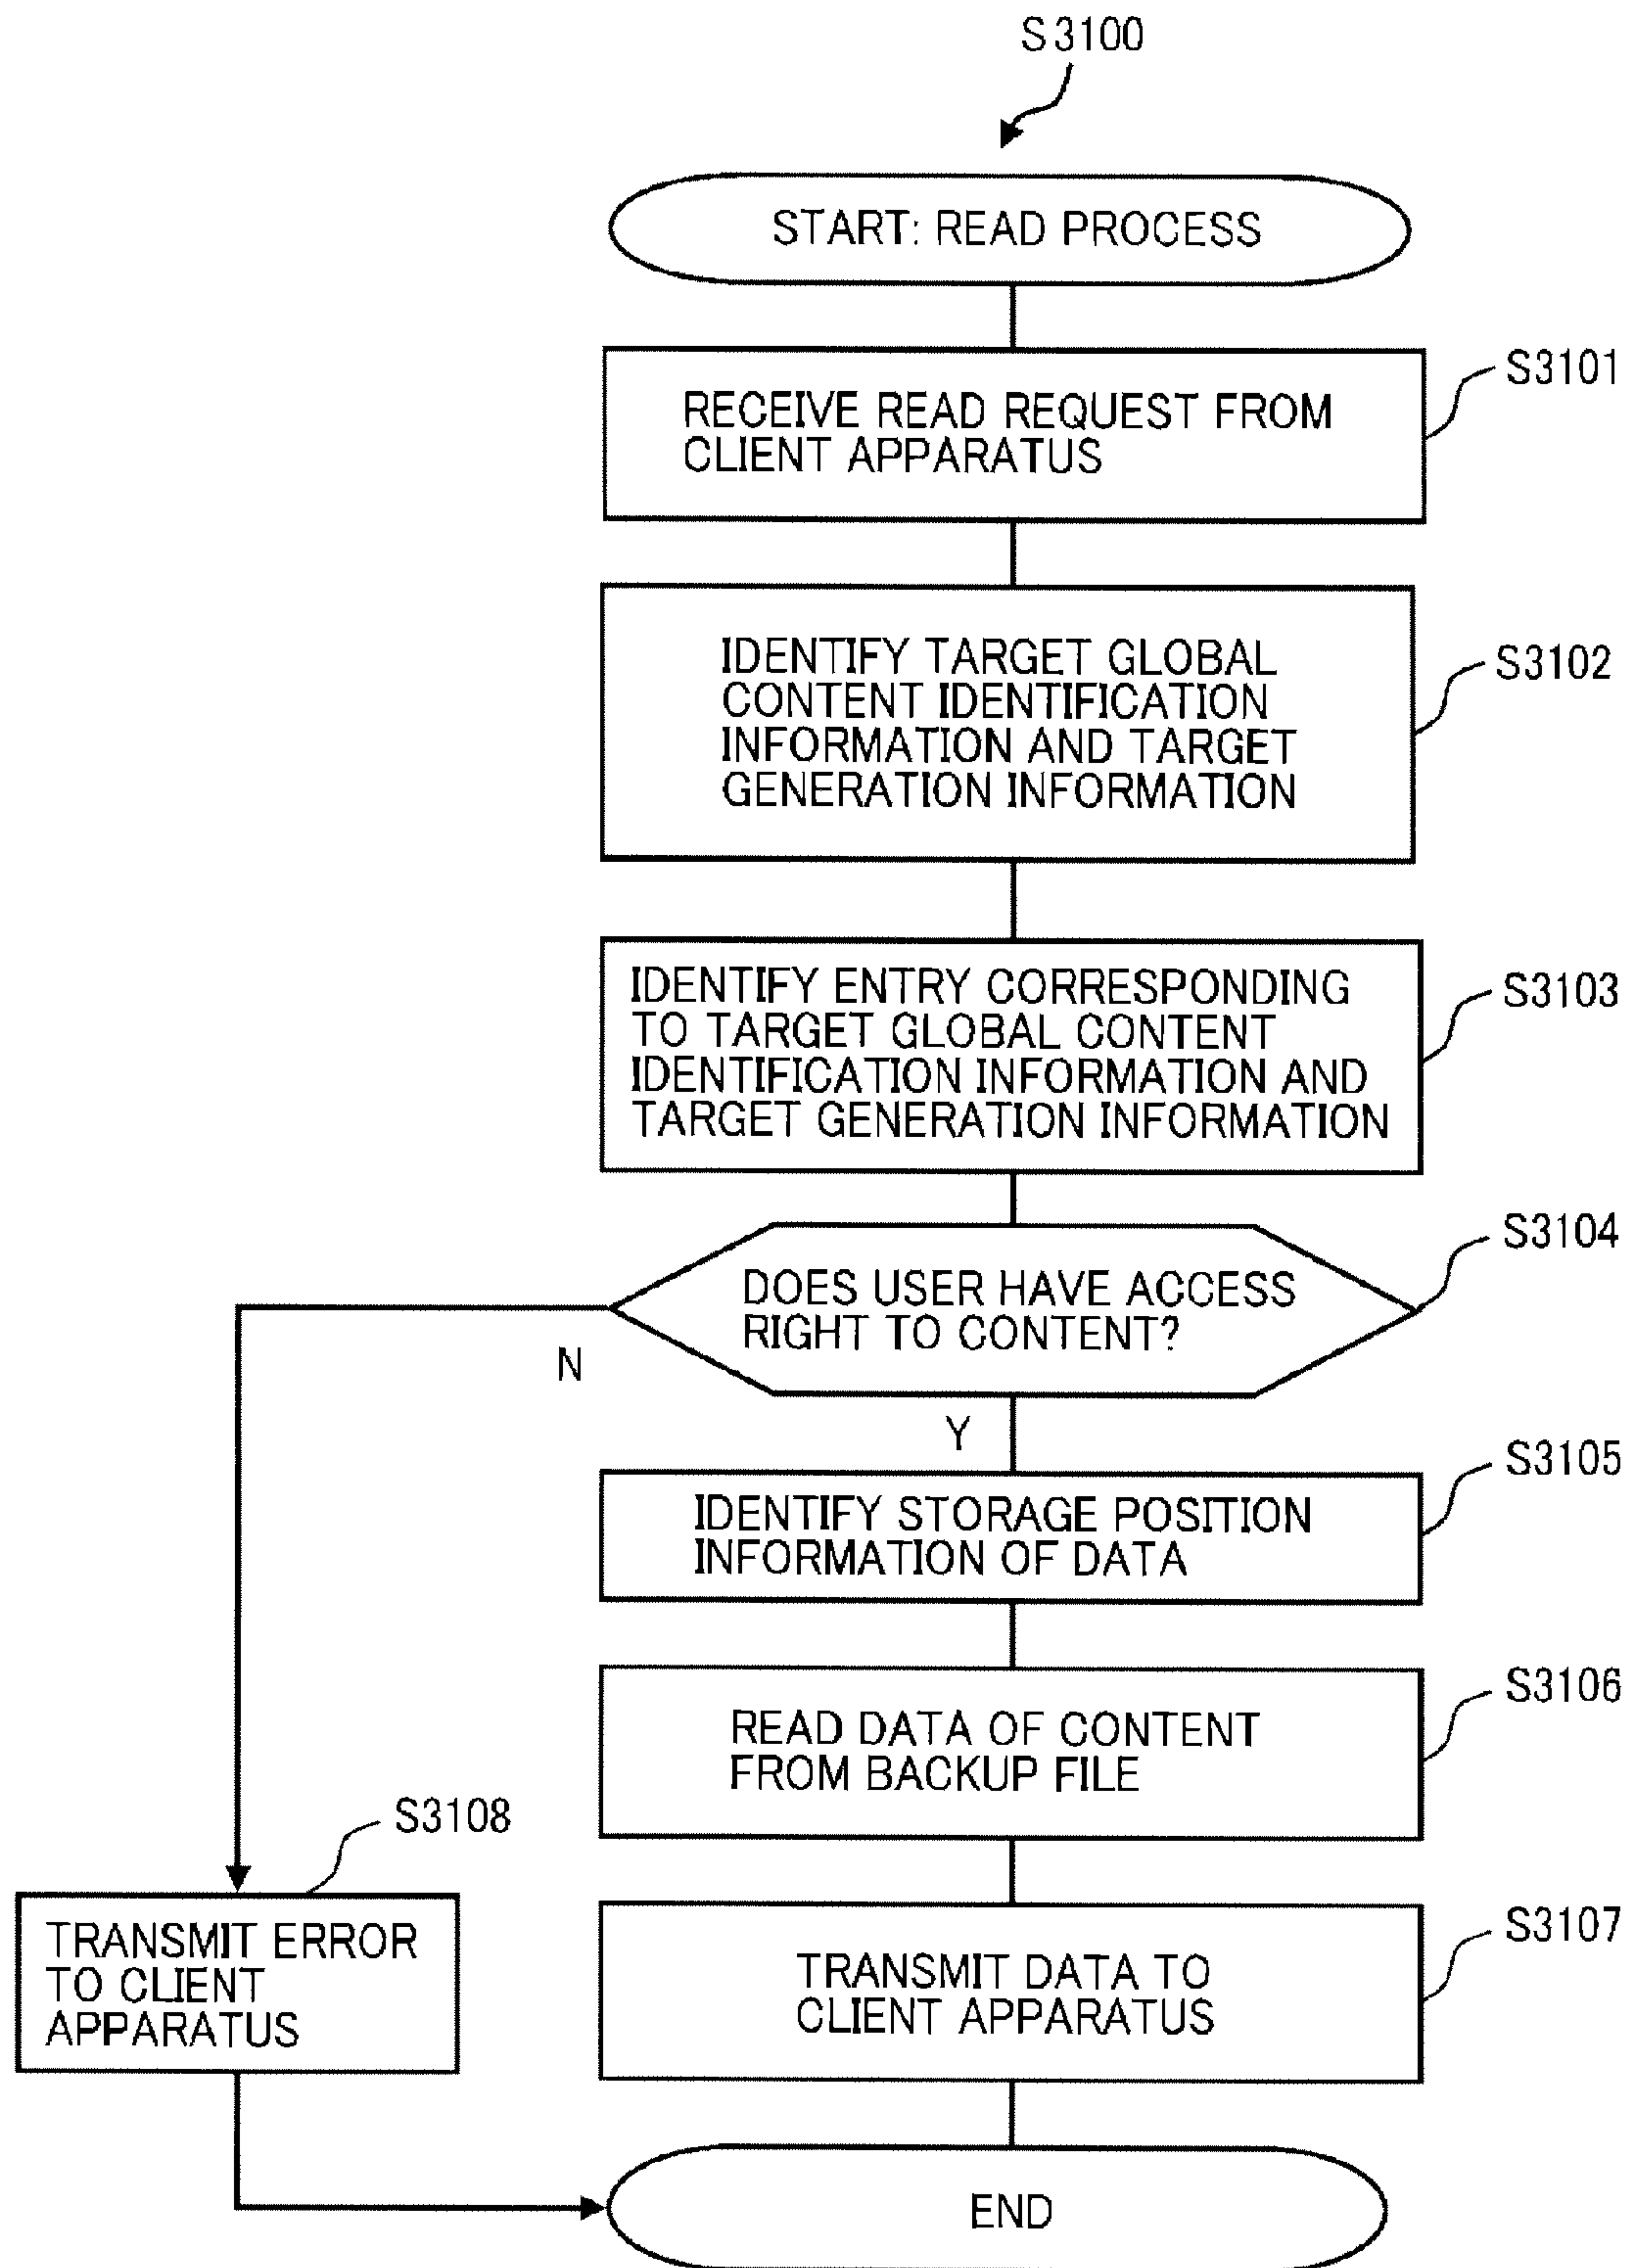 S3100
START: READ PROCESS
S3101
RECEIVE READ REQUEST FROM
CLIENT APPARATUS
S3102
IDENTIFY TARGET GLOBAL
CONTENT IDENTIFICATION
INFORMATION AND TARGET
GENERATION INFORMATION
S3103
IDENTIFY ENTRY CORRESPONDING
TO TARGET GLOBAL CONTENT
IDENTIFICATION INFORMATION AND
TARGET GENERATION INFORMATION
S3104
DOES USER HAVE ACCESS
RIGHT TO CONTENT?
N
Y
S3105
IDENTIFY STORAGE POSITION
INFORMATION OF DATA
S3106
READ DATA OF CONTENT
FROM BACKUP FILE
S3108
TRANSMIT ERROR
TO CLIENT
APPARATUS
S3107
TRANSMIT DATA TO
CLIENT APPARATUS
END